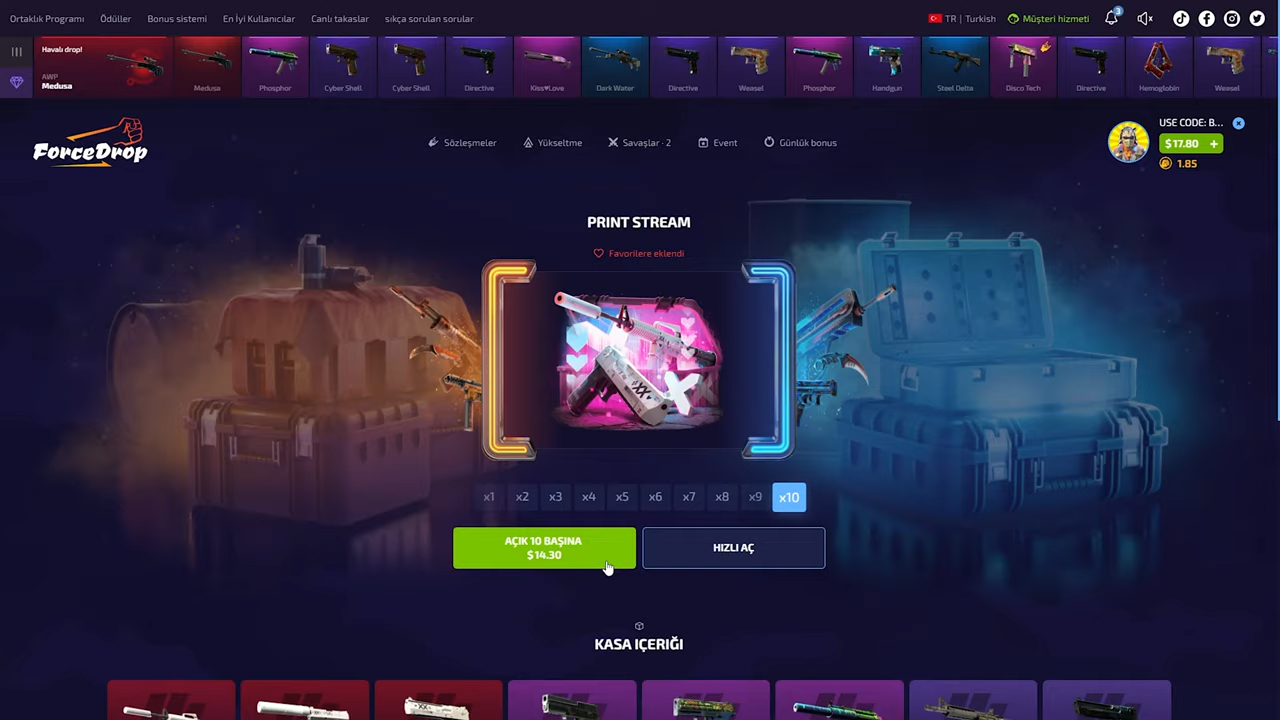 Ortaklık Programı
Ödüller
Bonus sistemi
En İyi Kullanıcılar
Canlı takaslar
sıkça sorulan sorular
TR | Turkish
Müşteri hizmeti
3
Havalı drop!
AWP
Medusa
Medusa
Phosphor
Cyber Shell
Cyber Shell
Directive
Kiss♥Love
Dark Water
Directive
Weasel
Phosphor
Handgun
Steel Delta
Disco Tech
Directive
Hemoglobin
Weasel
ForceDrop
Sözleşmeler
Yükseltme
Savaşlar · 2
Event
Günlük bonus
USE CODE: B...
$17.80 +
1.85
PRINT STREAM
Favorilere eklendi
x1
x2
x3
x4
x5
x6
x7
x8
x9
x10
AÇIK 10 BAŞINA
$14.30
HIZLI AÇ
KASA IÇERIĞI